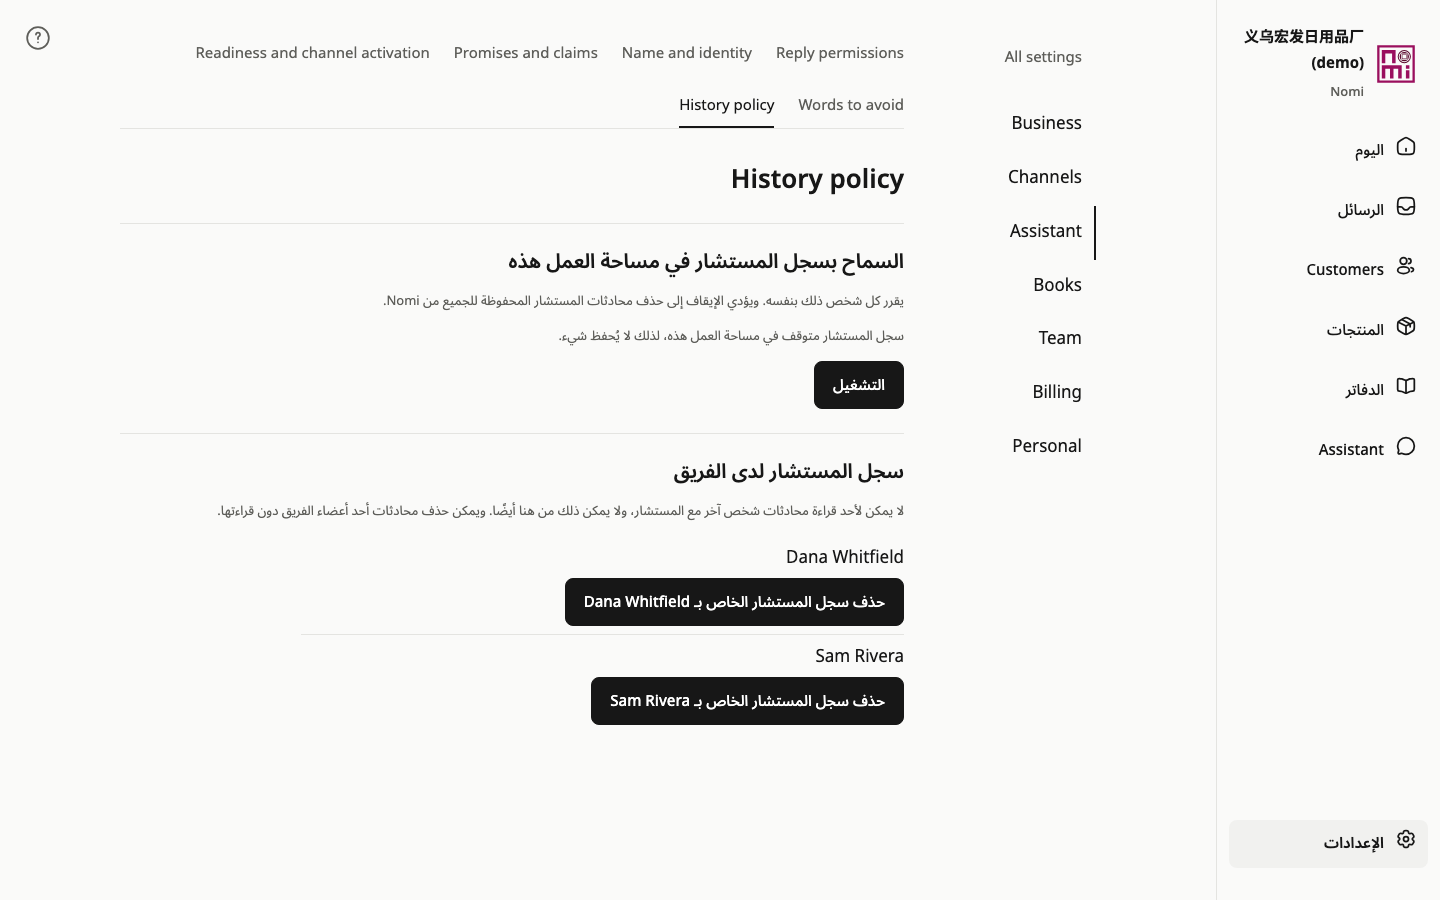 义乌宏发日用品厂
(demo)
Nomi
اليوم
الرسائل
Customers
المنتجات
الدفاتر
Assistant
الإعدادات
All settings
Business
Channels
Assistant
Books
Team
Billing
Personal
Reply permissions
Name and identity
Promises and claims
Readiness and channel activation
Words to avoid
History policy
History policy
السماح بسجل المستشار في مساحة العمل هذه
يقرر كل شخص ذلك بنفسه. ويؤدي الإيقاف إلى حذف محادثات المستشار المحفوظة للجميع من Nomi.
سجل المستشار متوقف في مساحة العمل هذه، لذلك لا يُحفظ شيء.
التشغيل
سجل المستشار لدى الفريق
لا يمكن لأحد قراءة محادثات شخص آخر مع المستشار، ولا يمكن ذلك من هنا أيضًا. ويمكن حذف محادثات أحد أعضاء الفريق دون قراءتها.
Dana Whitfield
حذف سجل المستشار الخاص بـ Dana Whitfield
Sam Rivera
حذف سجل المستشار الخاص بـ Sam Rivera